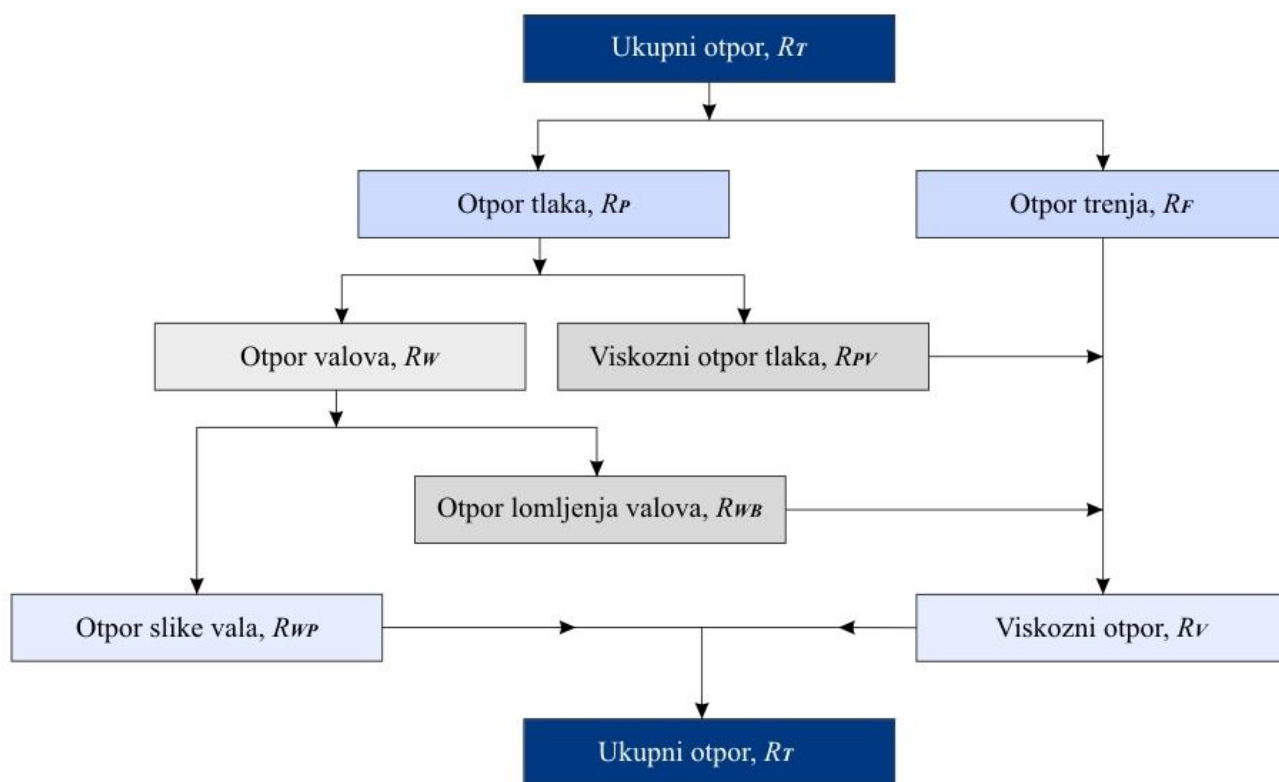 Ukupni otpor, RT
Otpor tlaka, RP
Otpor trenja, RF
Otpor valova, RW
Viskozni otpor tlaka, RPV
Otpor lomljenja valova, RWB
Otpor slike vala, RWP
Viskozni otpor, RV
Ukupni otpor, RT